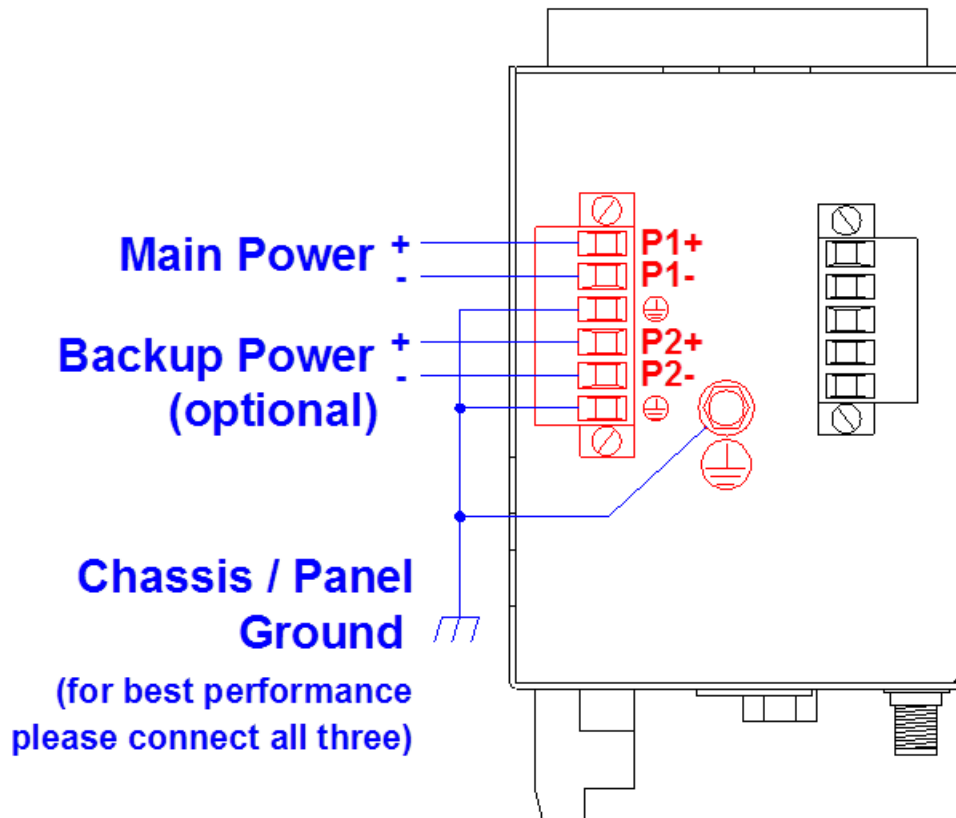 Main Power + P1+
- P1-
Backup Power + P2+
(optional) - P2-
Chassis / Panel
Ground
(for best performance
please connect all three)